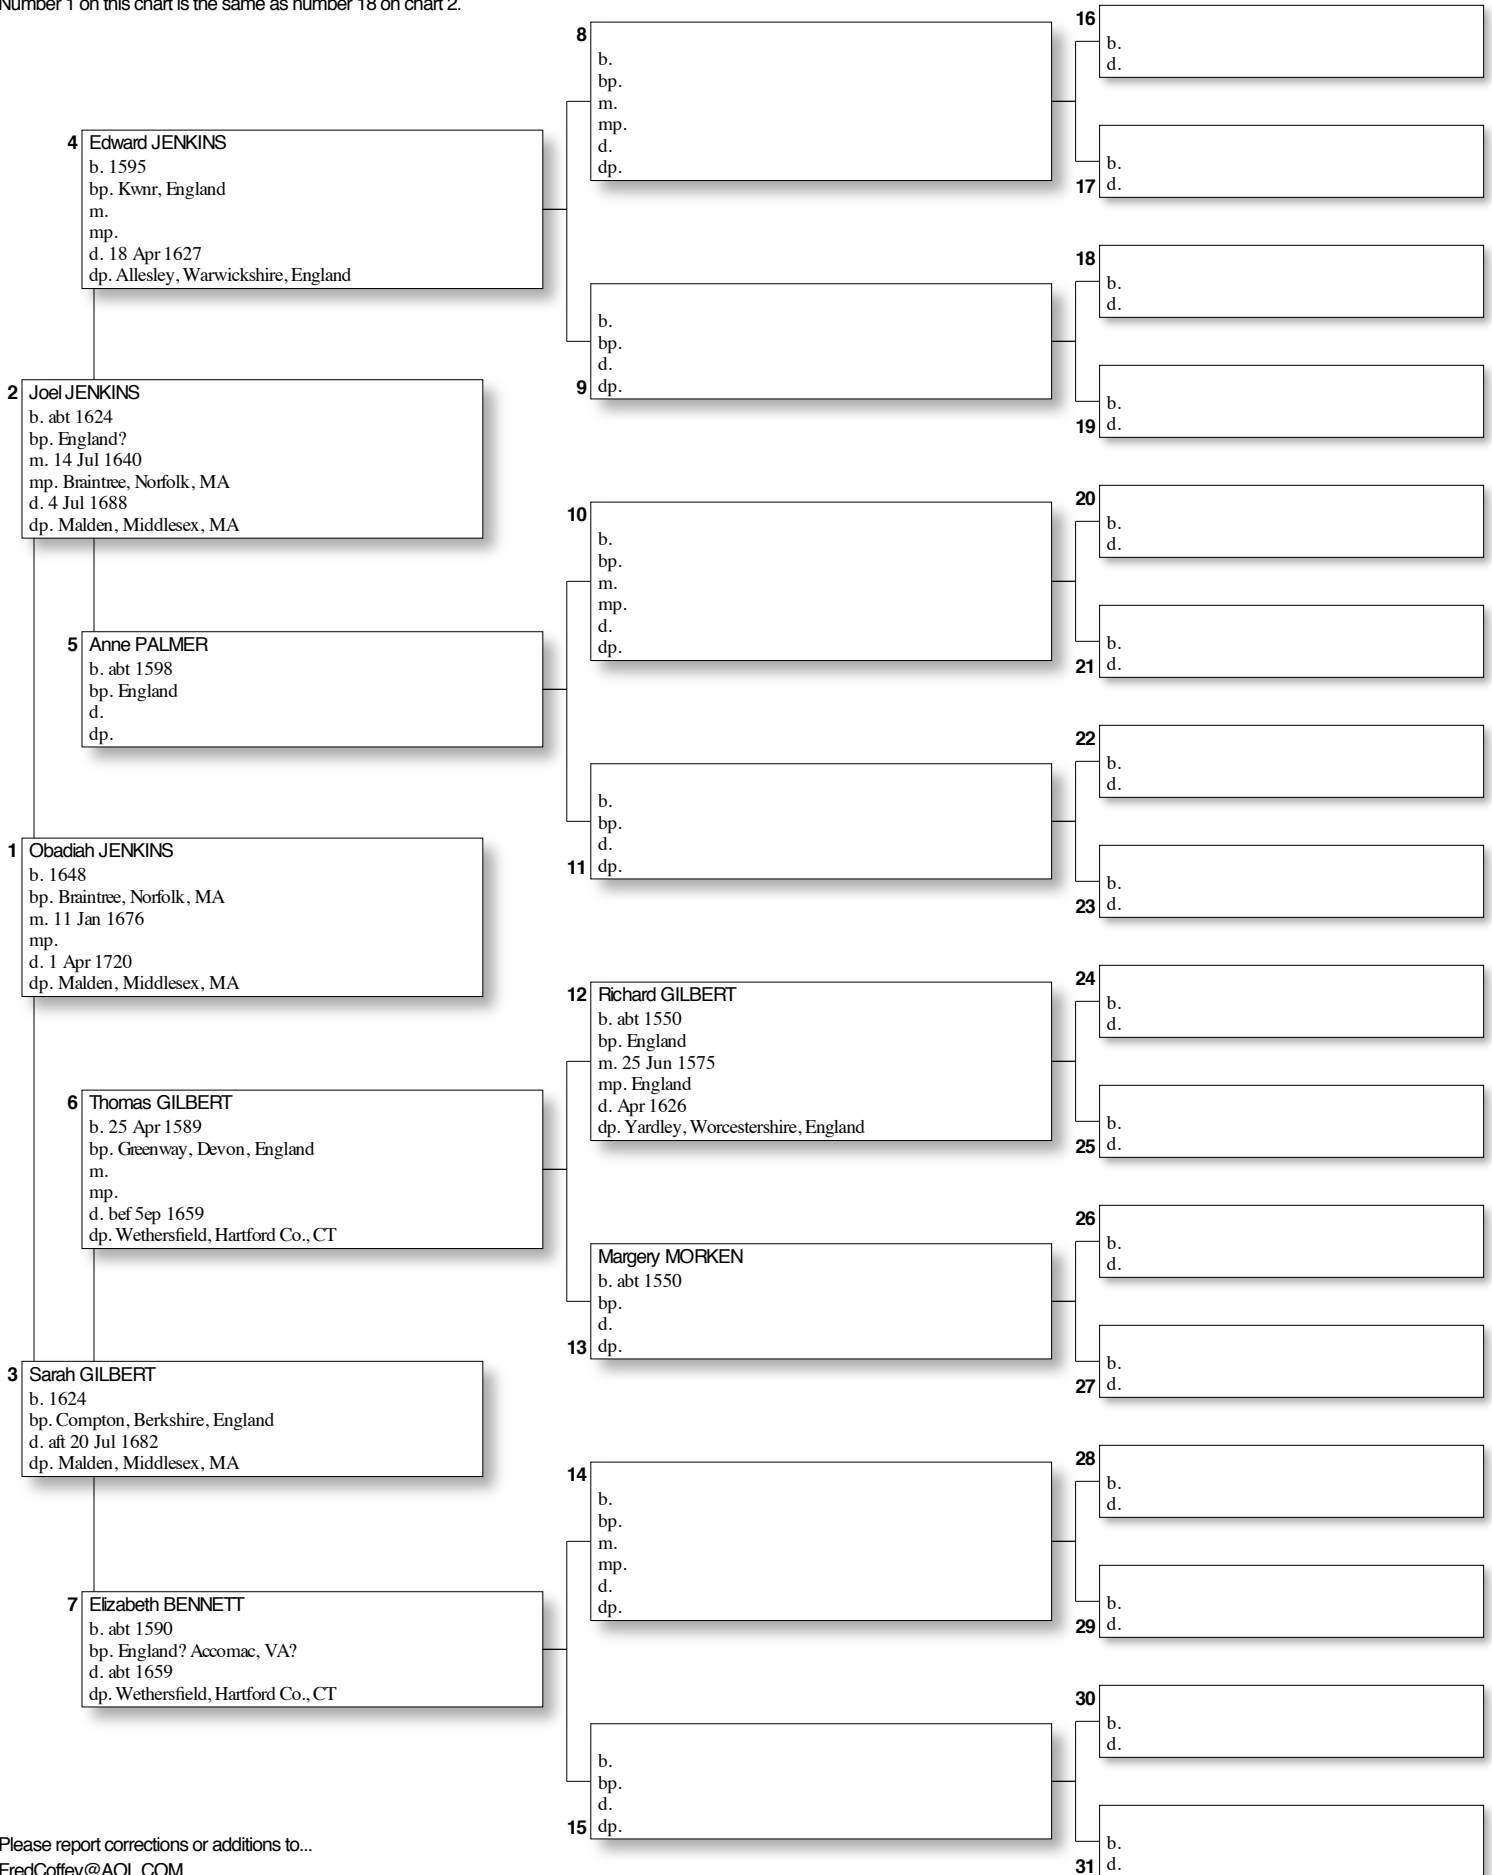 Number 1 on this chart is the same as number 18 on chart 2.
4 Edward JENKINS
b. 1595
bp. Kwnr, England
m.
mp.
d. 18 Apr 1627
dp. Allesley, Warwickshire, England
2 Joel JENKINS
b. abt 1624
bp. England?
m. 14 Jul 1640
mp. Braintree, Norfolk, MA
d. 4 Jul 1688
dp. Malden, Middlesex, MA
5 Anne PALMER
b. abt 1598
bp. England
d.
dp.
1 Obadiah JENKINS
b. 1648
bp. Braintree, Norfolk, MA
m. 11 Jan 1676
mp.
d. 1 Apr 1720
dp. Malden, Middlesex, MA
6 Thomas GILBERT
b. 25 Apr 1589
bp. Greenway, Devon, England
m.
mp.
d. bef 5ep 1659
dp. Wethersfield, Hartford Co., CT
3 Sarah GILBERT
b. 1624
bp. Compton, Berkshire, England
d. aft 20 Jul 1682
dp. Malden, Middlesex, MA
7 Elizabeth BENNETT
b. abt 1590
bp. England? Accomac, VA?
d. abt 1659
dp. Wethersfield, Hartford Co., CT
8
b.
bp.
m.
mp.
d.
dp.
b.
bp.
d.
9 dp.
10
b.
bp.
m.
mp.
d.
dp.
b.
bp.
d.
11 dp.
12 Richard GILBERT
b. abt 1550
bp. England
m. 25 Jun 1575
mp. England
d. Apr 1626
dp. Yardley, Worcestershire, England
Margery MORKEN
b. abt 1550
bp.
d.
13 dp.
14
b.
bp.
m.
mp.
d.
dp.
b.
bp.
d.
15 dp.
16
b.
d.
b.
17 d.
18
b.
d.
b.
19 d.
20
b.
d.
b.
21 d.
22
b.
d.
b.
23 d.
24
b.
d.
b.
25 d.
26
b.
d.
b.
27 d.
28
b.
d.
b.
29 d.
30
b.
d.
b.
31 d.
Please report corrections or additions to...
FredCoffey@AOL.COM